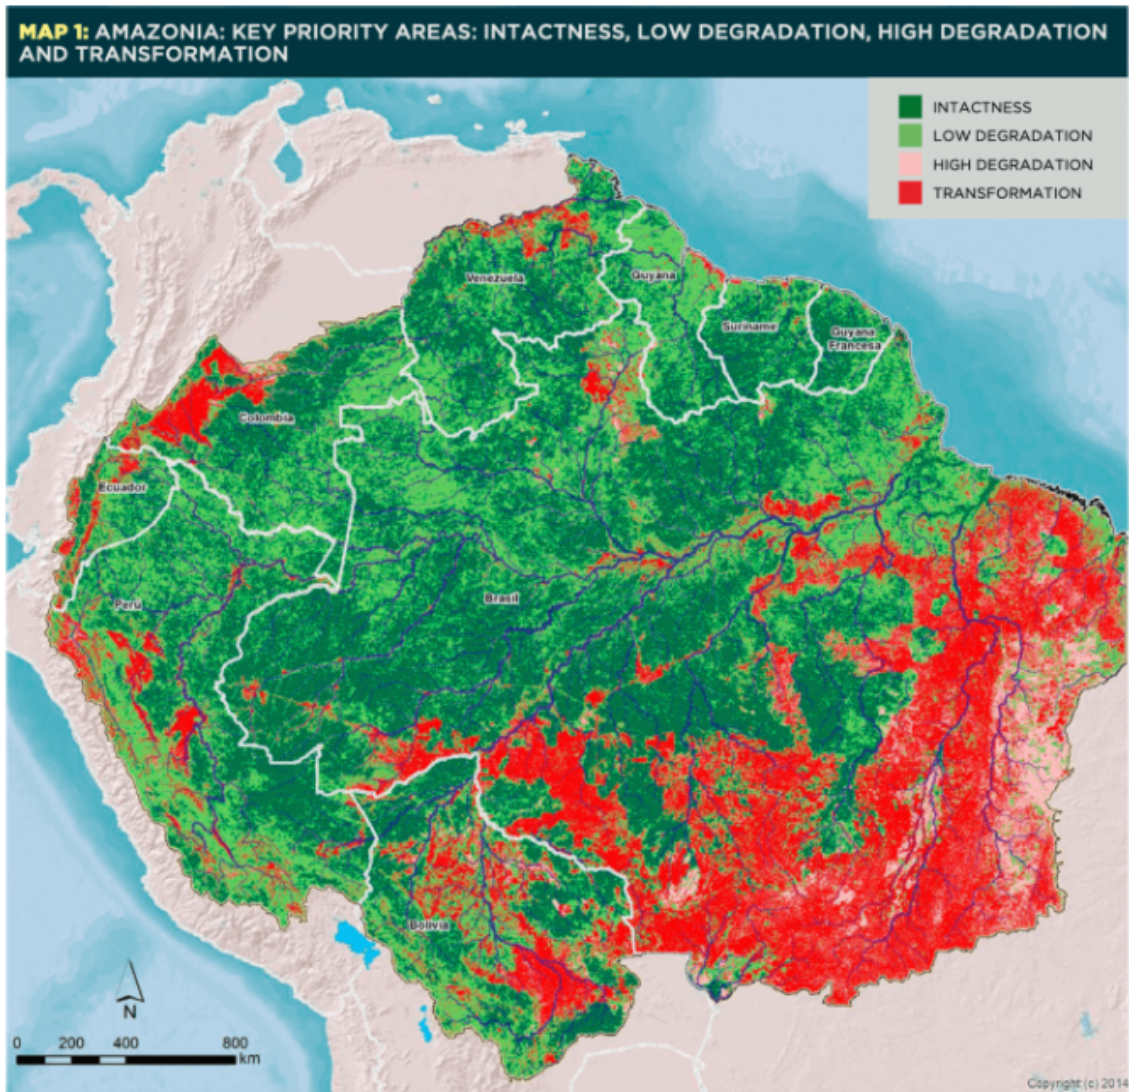 MAP 1: AMAZONIA: KEY PRIORITY AREAS: INTACTNESS, LOW DEGRADATION, HIGH DEGRADATION
AND TRANSFORMATION
INTACTNESS
LOW DEGRADATION
HIGH DEGRADATION
TRANSFORMATION
Venezuela
Guyana
Suriname
Guyana
Francesa
Colombia
Ecuador
Peru
Brasil
Bolivia
N
0 200 400 800
km
Copyright (c) 2014